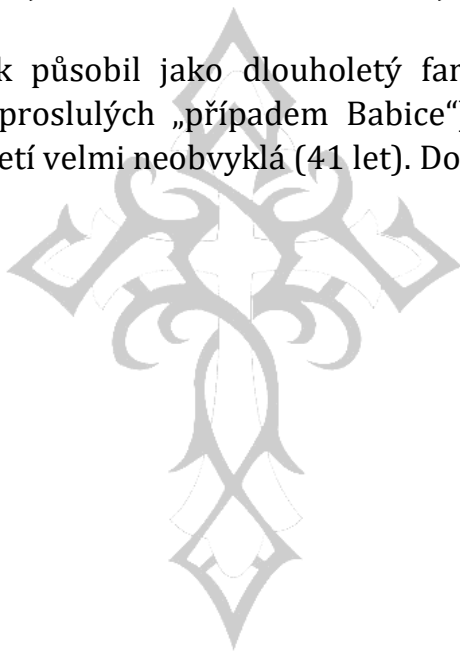 k působil jako dlouholetý far
proslulých „případem Babice“)
etí velmi neobvyklá (41 let). Do